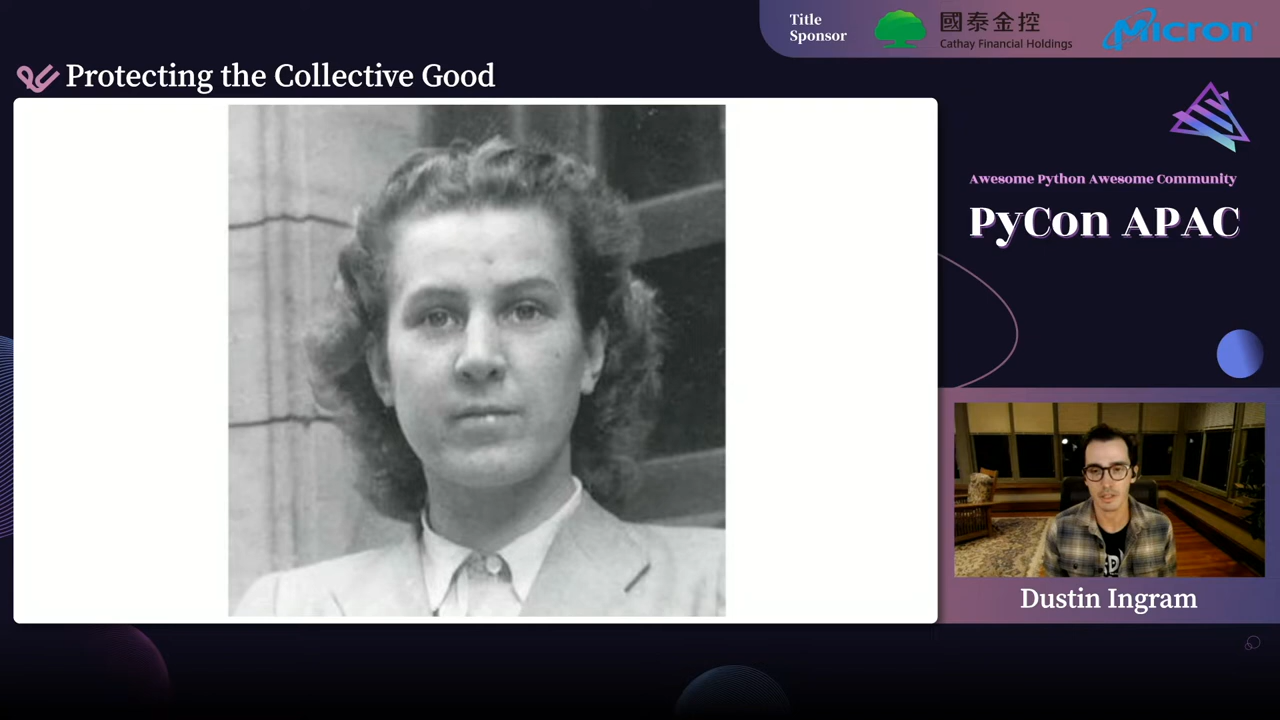 Title
Sponsor
國泰金控
Cathay Financial Holdings
Micron
Protecting the Collective Good
Awesome Python Awesome Community
PyCon APAC
Dustin Ingram